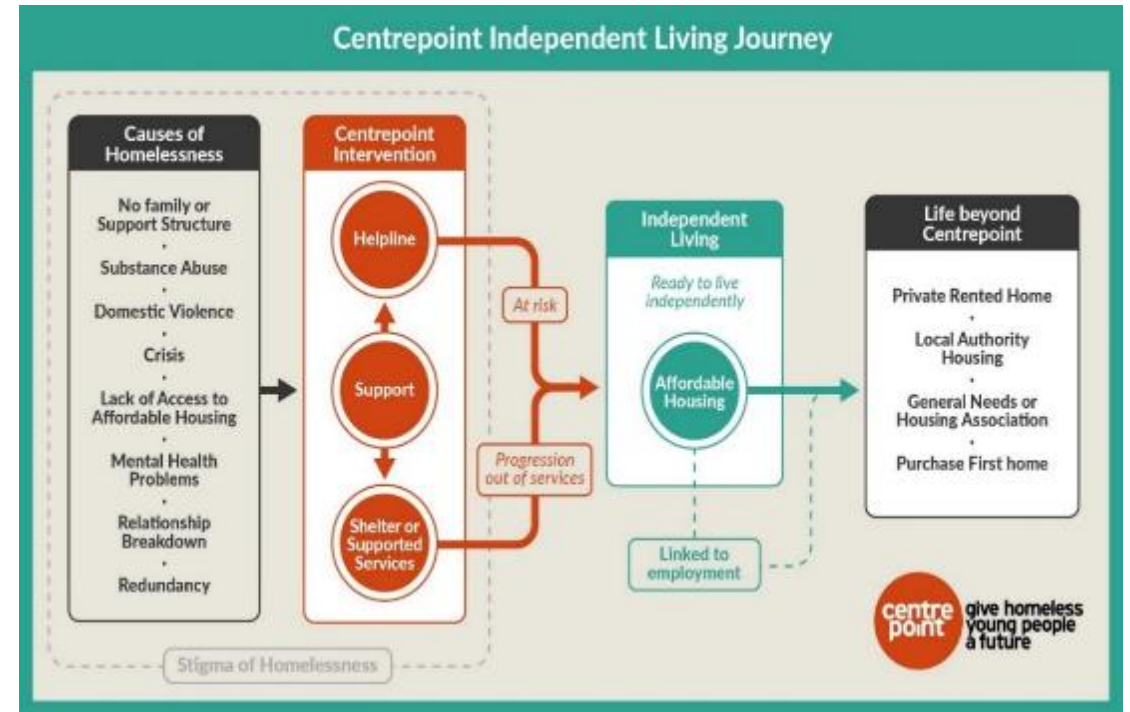 Centrepoint Independent Living Journey
Causes of
Homelessness
No family or
Support Structure
•
Substance Abuse
•
Domestic Violence
•
Crisis
•
Lack of Access to
Affordable Housing
•
Mental Health
Problems
•
Relationship
Breakdown
•
Redundancy
Centrepoint
Intervention
Helpline
Support
Shelter or
Supported
Services
Stigma of Homelessness
At risk
Progression
out of services
Independent
Living
Ready to live
independently
Affordable
Housing
Linked to
employment
Life beyond
Centrepoint
Private Rented Home
•
Local Authority
Housing
•
General Needs or
Housing Association
•
Purchase First home
centre
point
give homeless
young people
a future